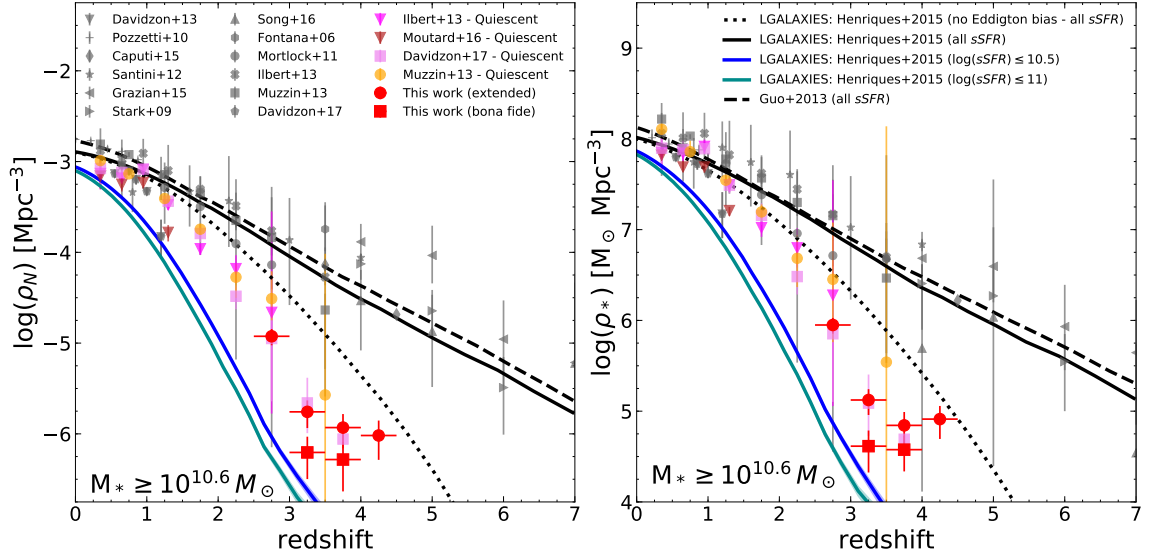 Davidzon+13
Pozzetti+10
Caputi+15
Santini+12
Grazian+15
Stark+09
Song+16
Fontana+06
Mortlock+11
Ilbert+13
Muzzin+13
Davidzon+17
Ilbert+13 - Quiescent
Moutard+16 - Quiescent
Davidzon+17 - Quiescent
Muzzin+13 - Quiescent
This work (extended)
This work (bona fide)
log(ρ_N) [Mpc⁻³]
−2
−3
−4
−5
−6
M∗ ≥ 10^10.6 M⊙
0 1 2 3 4 5 6 7
redshift
LGALAXIES: Henriques+2015 (no Eddigton bias - all sSFR)
LGALAXIES: Henriques+2015 (all sSFR)
LGALAXIES: Henriques+2015 (log(sSFR) ≤ 10.5)
LGALAXIES: Henriques+2015 (log(sSFR) ≤ 11)
Guo+2013 (all sSFR)
log(ρ*) [M⊙ Mpc⁻³]
9
8
7
6
5
4
M∗ ≥ 10^10.6 M⊙
0 1 2 3 4 5 6 7
redshift